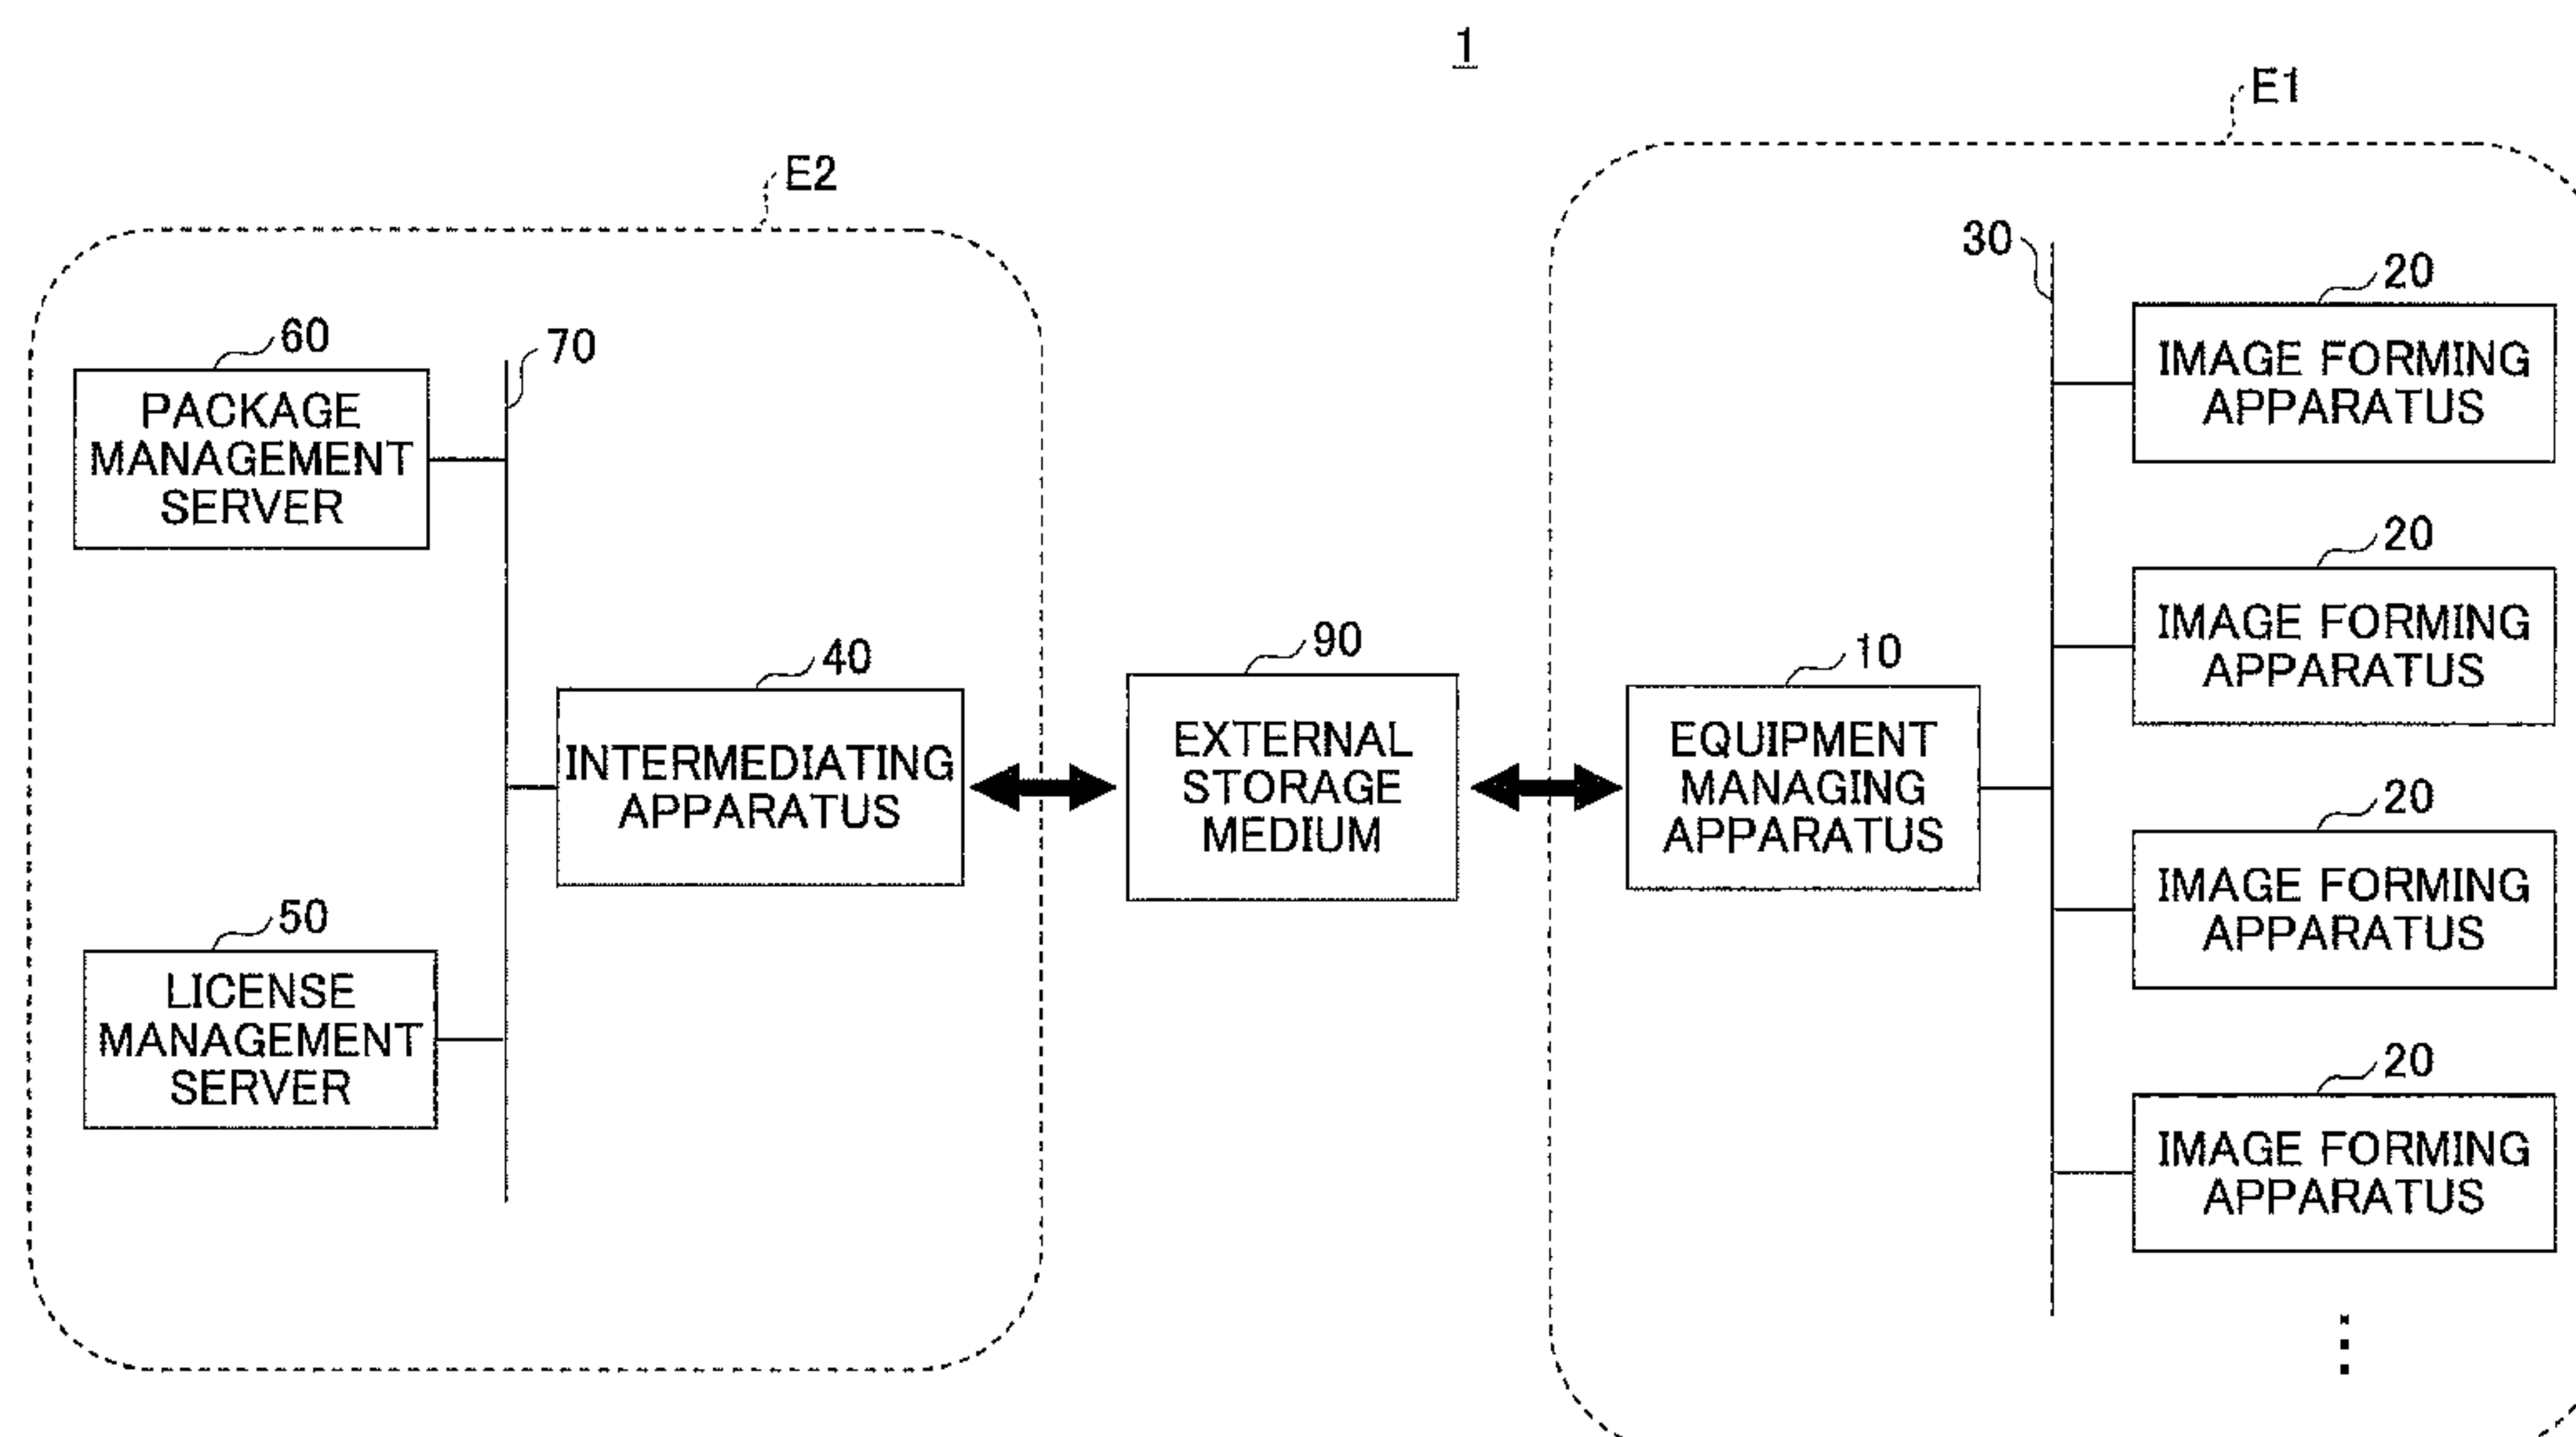 1
E1
E2
30
20
IMAGE FORMING
APPARATUS
60
70
PACKAGE
MANAGEMENT
SERVER
20
IMAGE FORMING
APPARATUS
40
INTERMEDIATING
APPARATUS
90
EXTERNAL
STORAGE
MEDIUM
10
EQUIPMENT
MANAGING
APPARATUS
20
IMAGE FORMING
APPARATUS
50
LICENSE
MANAGEMENT
SERVER
20
IMAGE FORMING
APPARATUS